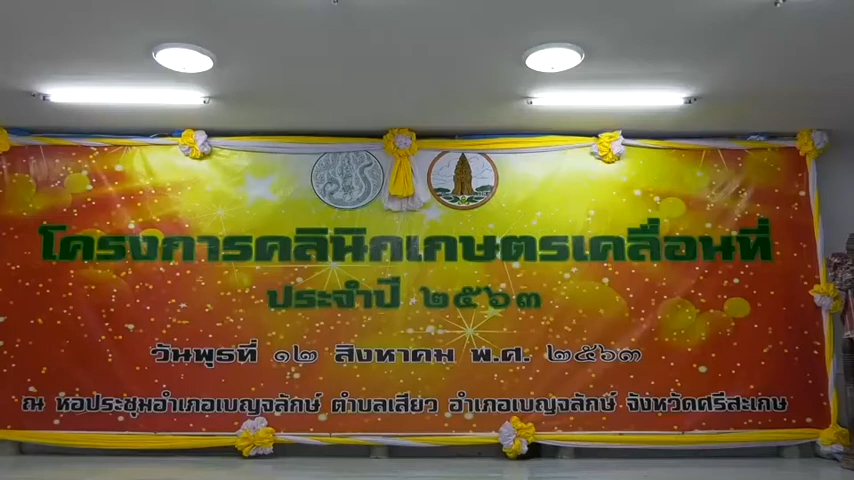 โครงการคลินิกเกษตรเคลื่อนที่
ประจำปี ๒๕๖๓
วันพุธที่ ๑๒ สิงหาคม พ.ศ. ๒๕๖๓
ณ หอประชุมอำเภอเบญจลักษ์ ตำบลเสียว อำเภอเบญจลักษ์ จังหวัดศรีสะเกษ